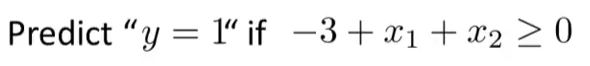 Predict “y = 1“ if −3 + x₁ + x₂ ≥ 0